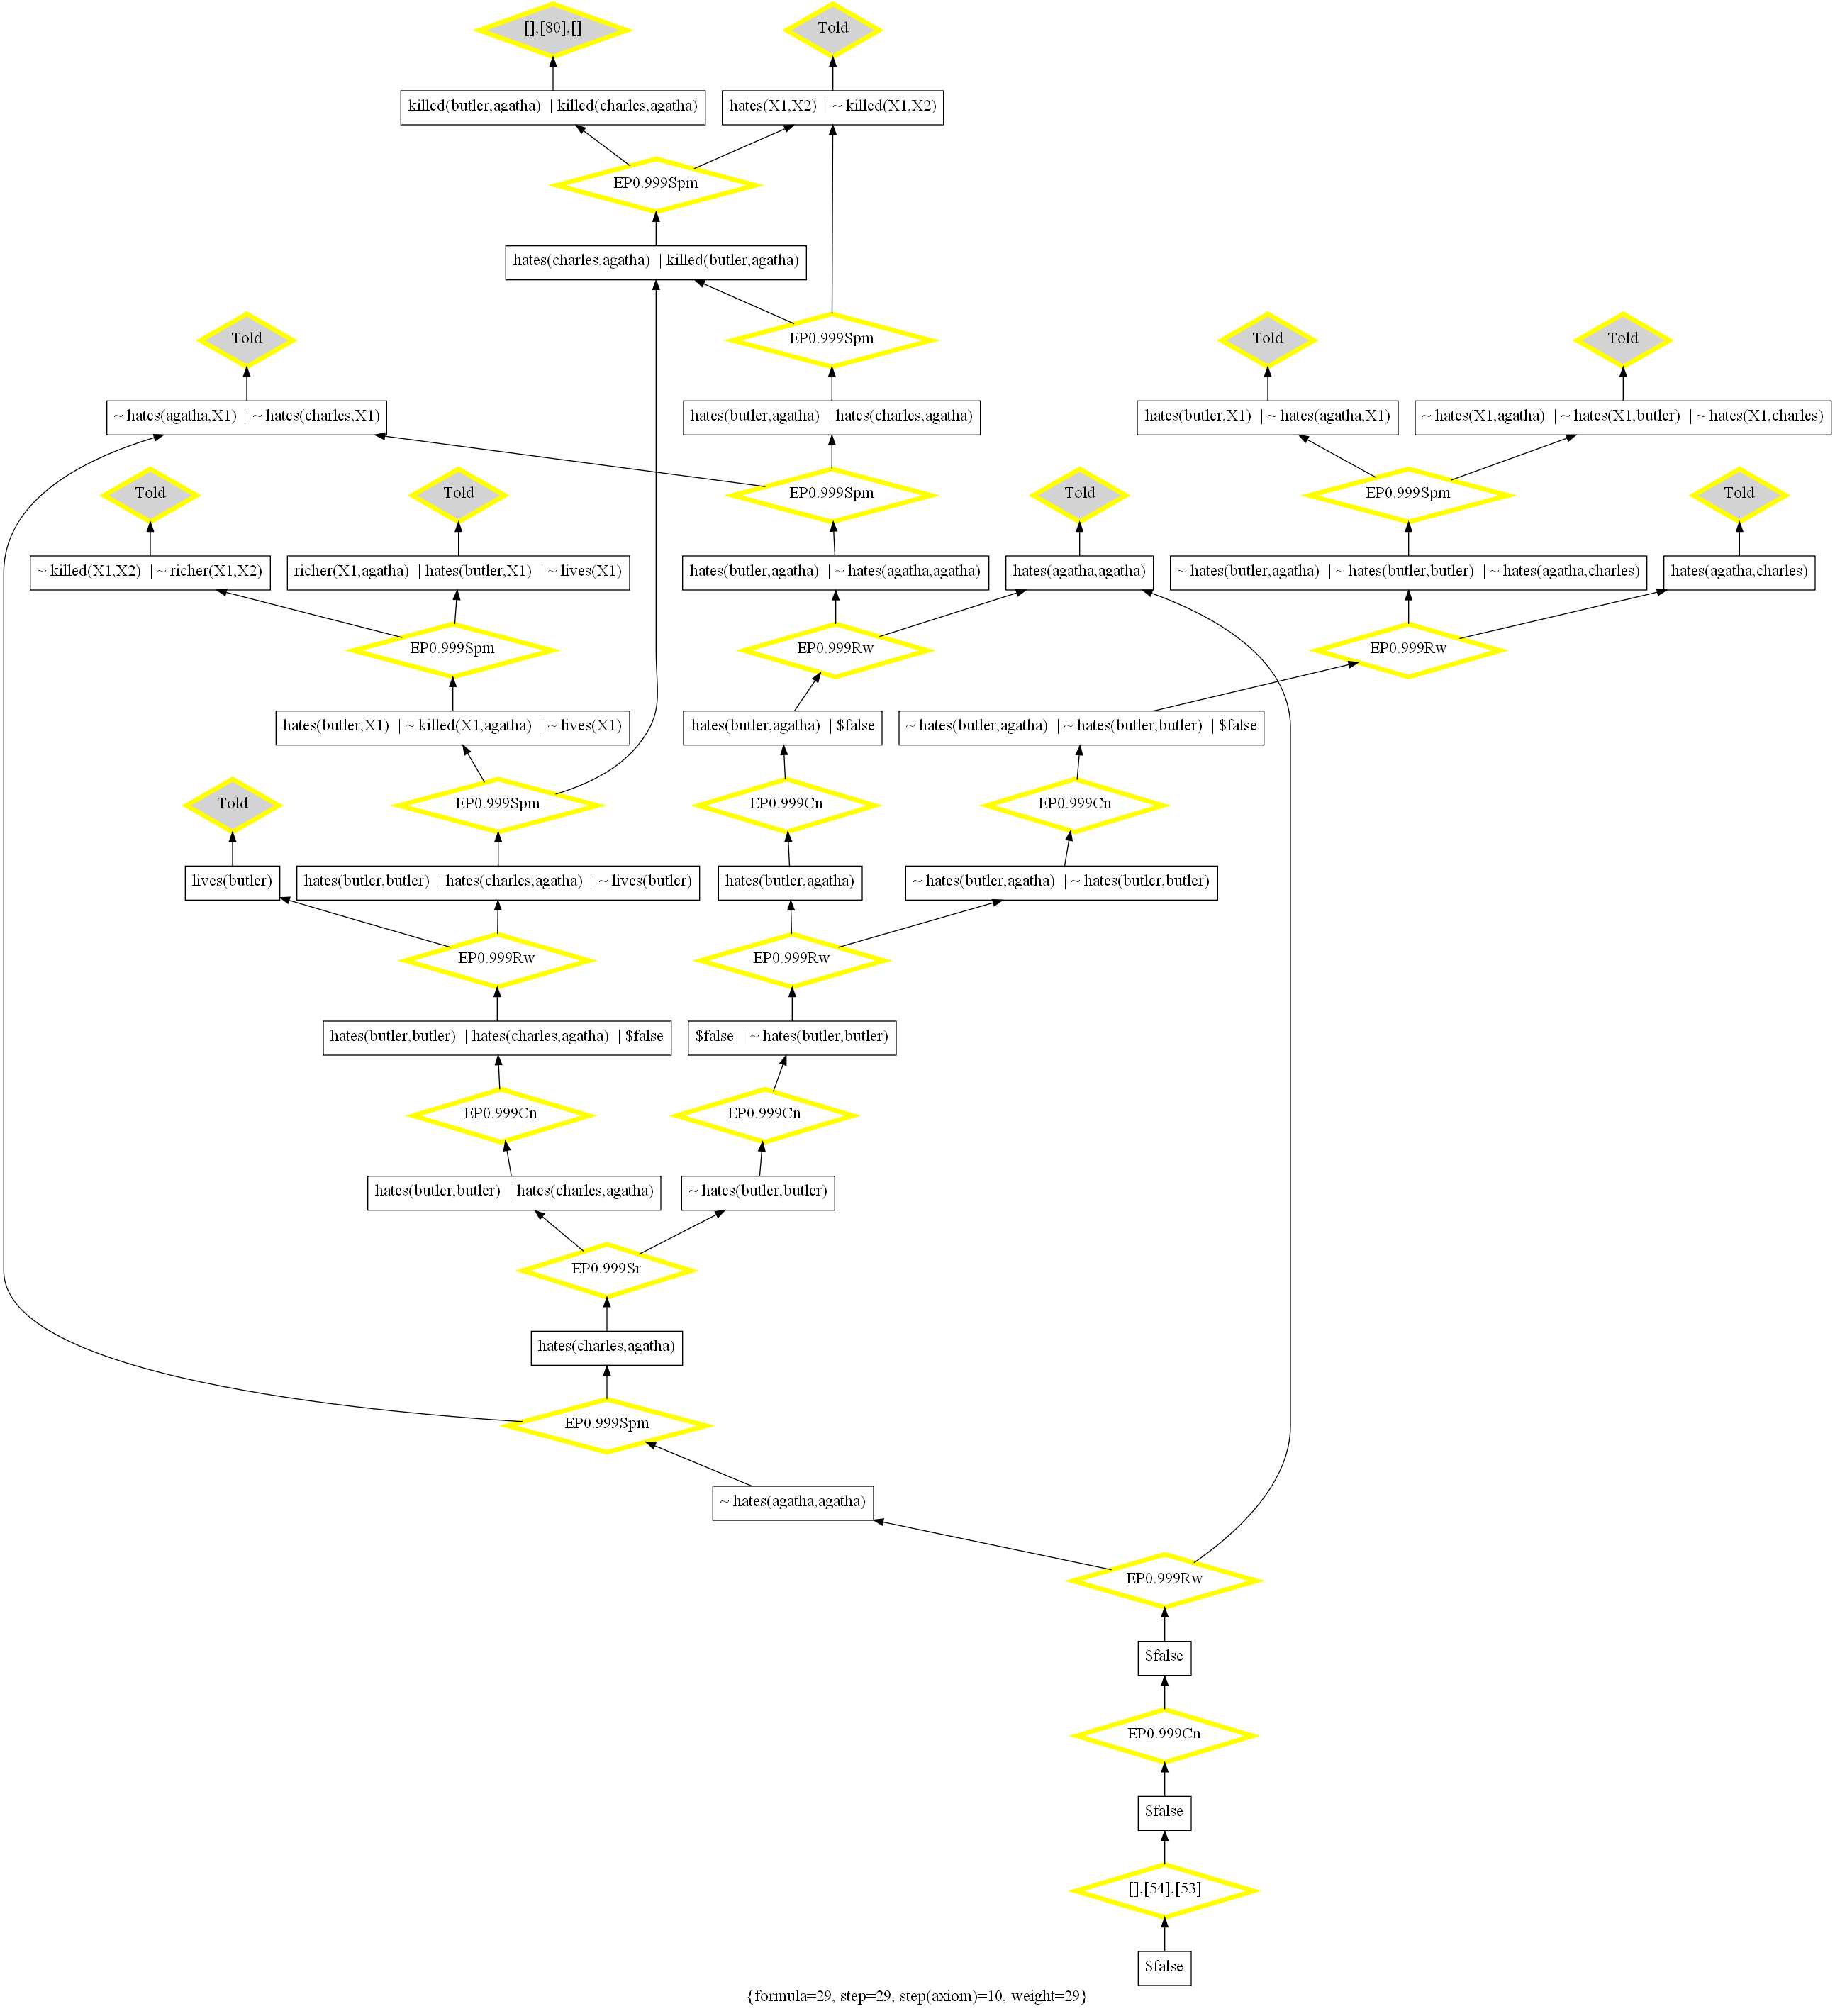 [],[80],[]
Told
killed(butler,agatha) | killed(charles,agatha)
hates(X1,X2) | ~ killed(X1,X2)
EP0.999Spm
hates(charles,agatha) | killed(butler,agatha)
Told
EP0.999Spm
Told
Told
~ hates(agatha,X1) | ~ hates(charles,X1)
hates(butler,agatha) | hates(charles,agatha)
hates(butler,X1) | ~ hates(agatha,X1)
~ hates(X1,agatha) | ~ hates(X1,butler) | ~ hates(X1,charles)
Told
Told
EP0.999Spm
Told
EP0.999Spm
Told
~ killed(X1,X2) | ~ richer(X1,X2)
richer(X1,agatha) | hates(butler,X1) | ~ lives(X1)
hates(butler,agatha) | ~ hates(agatha,agatha)
hates(agatha,agatha)
~ hates(butler,agatha) | ~ hates(butler,butler) | ~ hates(agatha,charles)
hates(agatha,charles)
EP0.999Spm
EP0.999Rw
EP0.999Rw
hates(butler,X1) | ~ killed(X1,agatha) | ~ lives(X1)
hates(butler,agatha) | $false
~ hates(butler,agatha) | ~ hates(butler,butler) | $false
Told
EP0.999Spm
EP0.999Cn
EP0.999Cn
lives(butler)
hates(butler,butler) | hates(charles,agatha) | ~ lives(butler)
hates(butler,agatha)
~ hates(butler,agatha) | ~ hates(butler,butler)
EP0.999Rw
EP0.999Rw
hates(butler,butler) | hates(charles,agatha) | $false
$false | ~ hates(butler,butler)
EP0.999Cn
EP0.999Cn
hates(butler,butler) | hates(charles,agatha)
~ hates(butler,butler)
EP0.999Sr
hates(charles,agatha)
EP0.999Spm
~ hates(agatha,agatha)
EP0.999Rw
$false
EP0.999Cn
$false
[],[54],[53]
$false
{formula=29, step=29, step(axiom)=10, weight=29}